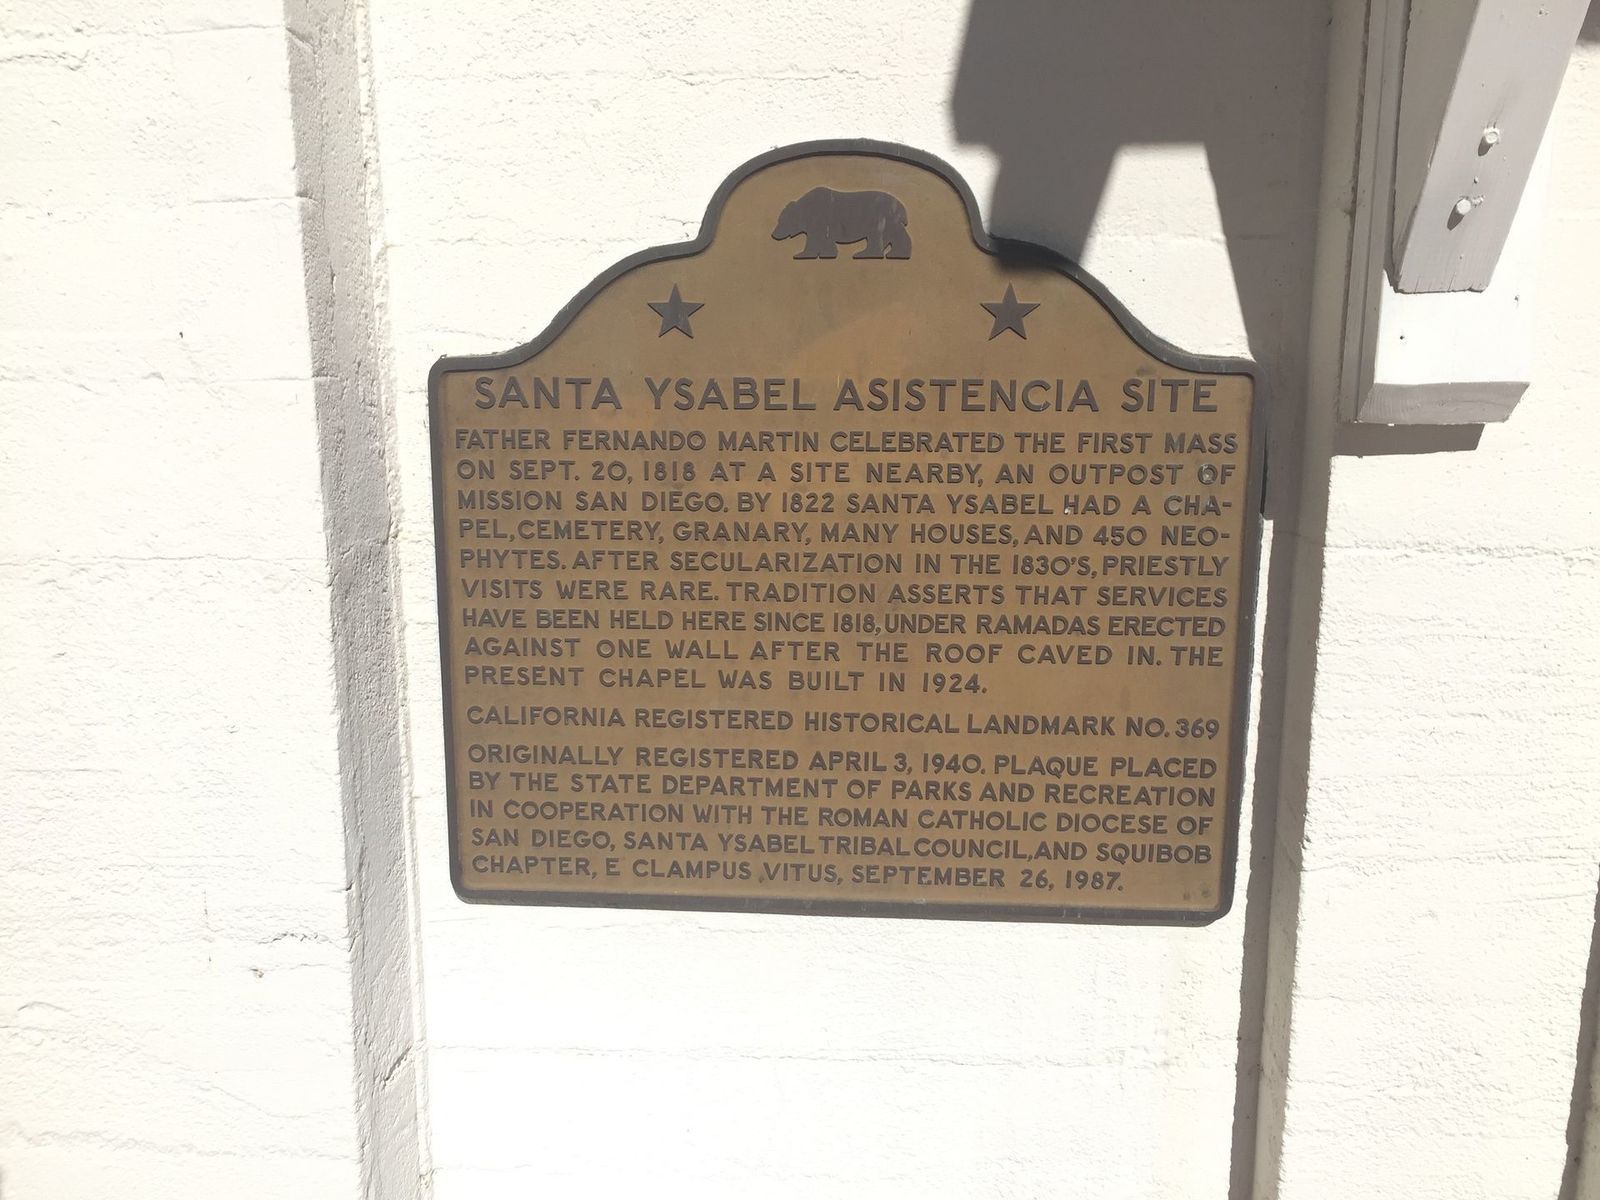 SANTA YSABEL ASISTENCIA SITE
FATHER FERNANDO MARTIN CELEBRATED THE FIRST MASS
ON SEPT. 20, 1818 AT A SITE NEARBY, AN OUTPOST OF
MISSION SAN DIEGO. BY 1822 SANTA YSABEL HAD A CHA-
PEL, CEMETERY, GRANARY, MANY HOUSES, AND 450 NEO-
PHYTES. AFTER SECULARIZATION IN THE 1830'S, PRIESTLY
VISITS WERE RARE. TRADITION ASSERTS THAT SERVICES
HAVE BEEN HELD HERE SINCE 1818, UNDER RAMADAS ERECTED
AGAINST ONE WALL AFTER THE ROOF CAVED IN. THE
PRESENT CHAPEL WAS BUILT IN 1924.
CALIFORNIA REGISTERED HISTORICAL LANDMARK NO. 369
ORIGINALLY REGISTERED APRIL 3, 1940. PLAQUE PLACED
BY THE STATE DEPARTMENT OF PARKS AND RECREATION
IN COOPERATION WITH THE ROMAN CATHOLIC DIOCESE OF
SAN DIEGO, SANTA YSABEL TRIBAL COUNCIL, AND SQUIBOB
CHAPTER, E CLAMPUS VITUS, SEPTEMBER 26, 1987.